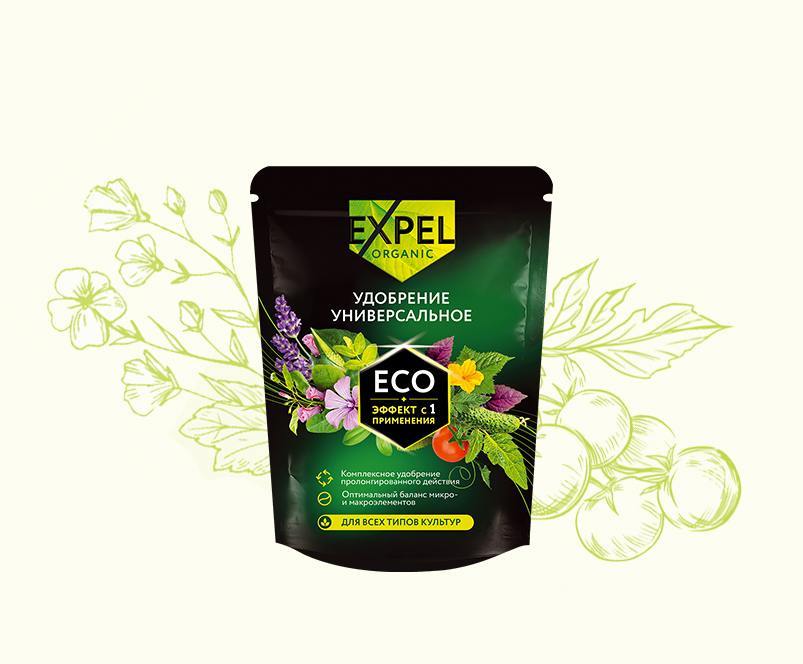 EXPEL
ORGANIC
УДОБРЕНИЕ
УНИВЕРСАЛЬНОЕ
ECO
ЭФФЕКТ с 1
ПРИМЕНЕНИЯ
Комплексное удобрение
пролонгированного действия
Оптимальный баланс микро-
и макроэлементов
ДЛЯ ВСЕХ ТИПОВ КУЛЬТУР